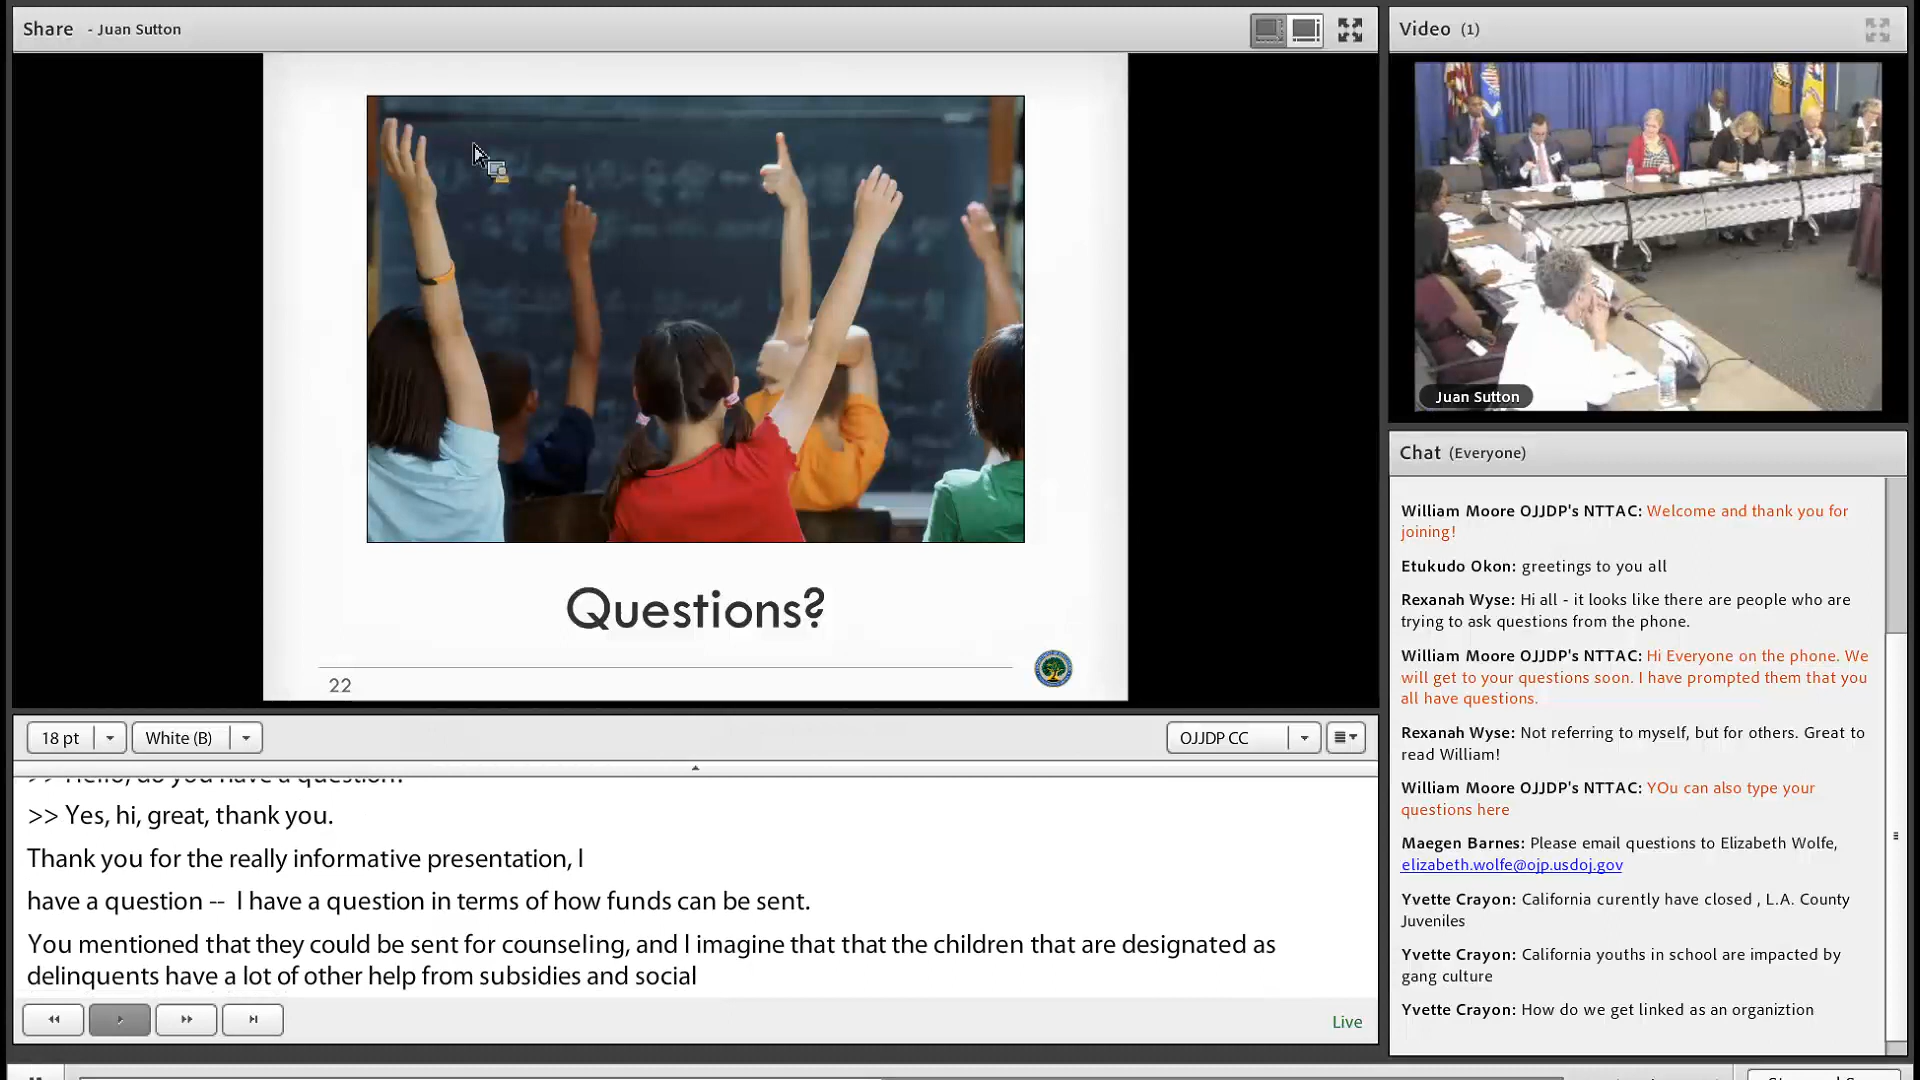 Share - Juan Sutton
Questions?
22
Video (1)
Juan Sutton
Chat (Everyone)
William Moore OJJDP's NTTAC: Welcome and thank you for
joining!
Etukudo Okon: greetings to you all
Rexanah Wyse: Hi all - it looks like there are people who are
trying to ask questions from the phone.
William Moore OJJDP's NTTAC: Hi Everyone on the phone. We
will get to your questions soon. I have prompted them that you
all have questions.
Rexanah Wyse: Not referring to myself, but for others. Great to
read William!
William Moore OJJDP's NTTAC: YOu can also type your
questions here
Maegen Barnes: Please email questions to Elizabeth Wolfe,
elizabeth.wolfe@ojp.usdoj.gov
Yvette Crayon: California curently have closed , L.A. County
Juveniles
Yvette Crayon: California youths in school are impacted by
gang culture
Yvette Crayon: How do we get linked as an organiztion
18 pt White (B) OJJDP CC
>> Hello, do you have a question?
>> Yes, hi, great, thank you.
Thank you for the really informative presentation, I
have a question -- I have a question in terms of how funds can be sent.
You mentioned that they could be sent for counseling, and I imagine that that the children that are designated as
delinquents have a lot of other help from subsidies and social
Live